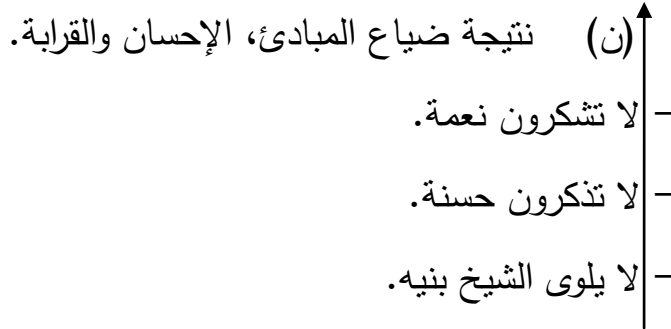 (ن) نتيجة ضياع المبادئ، الإحسان والقرابة.
– لا تشكرون نعمة.
– لا تذكرون حسنة.
– لا يلوى الشيخ بنيه.